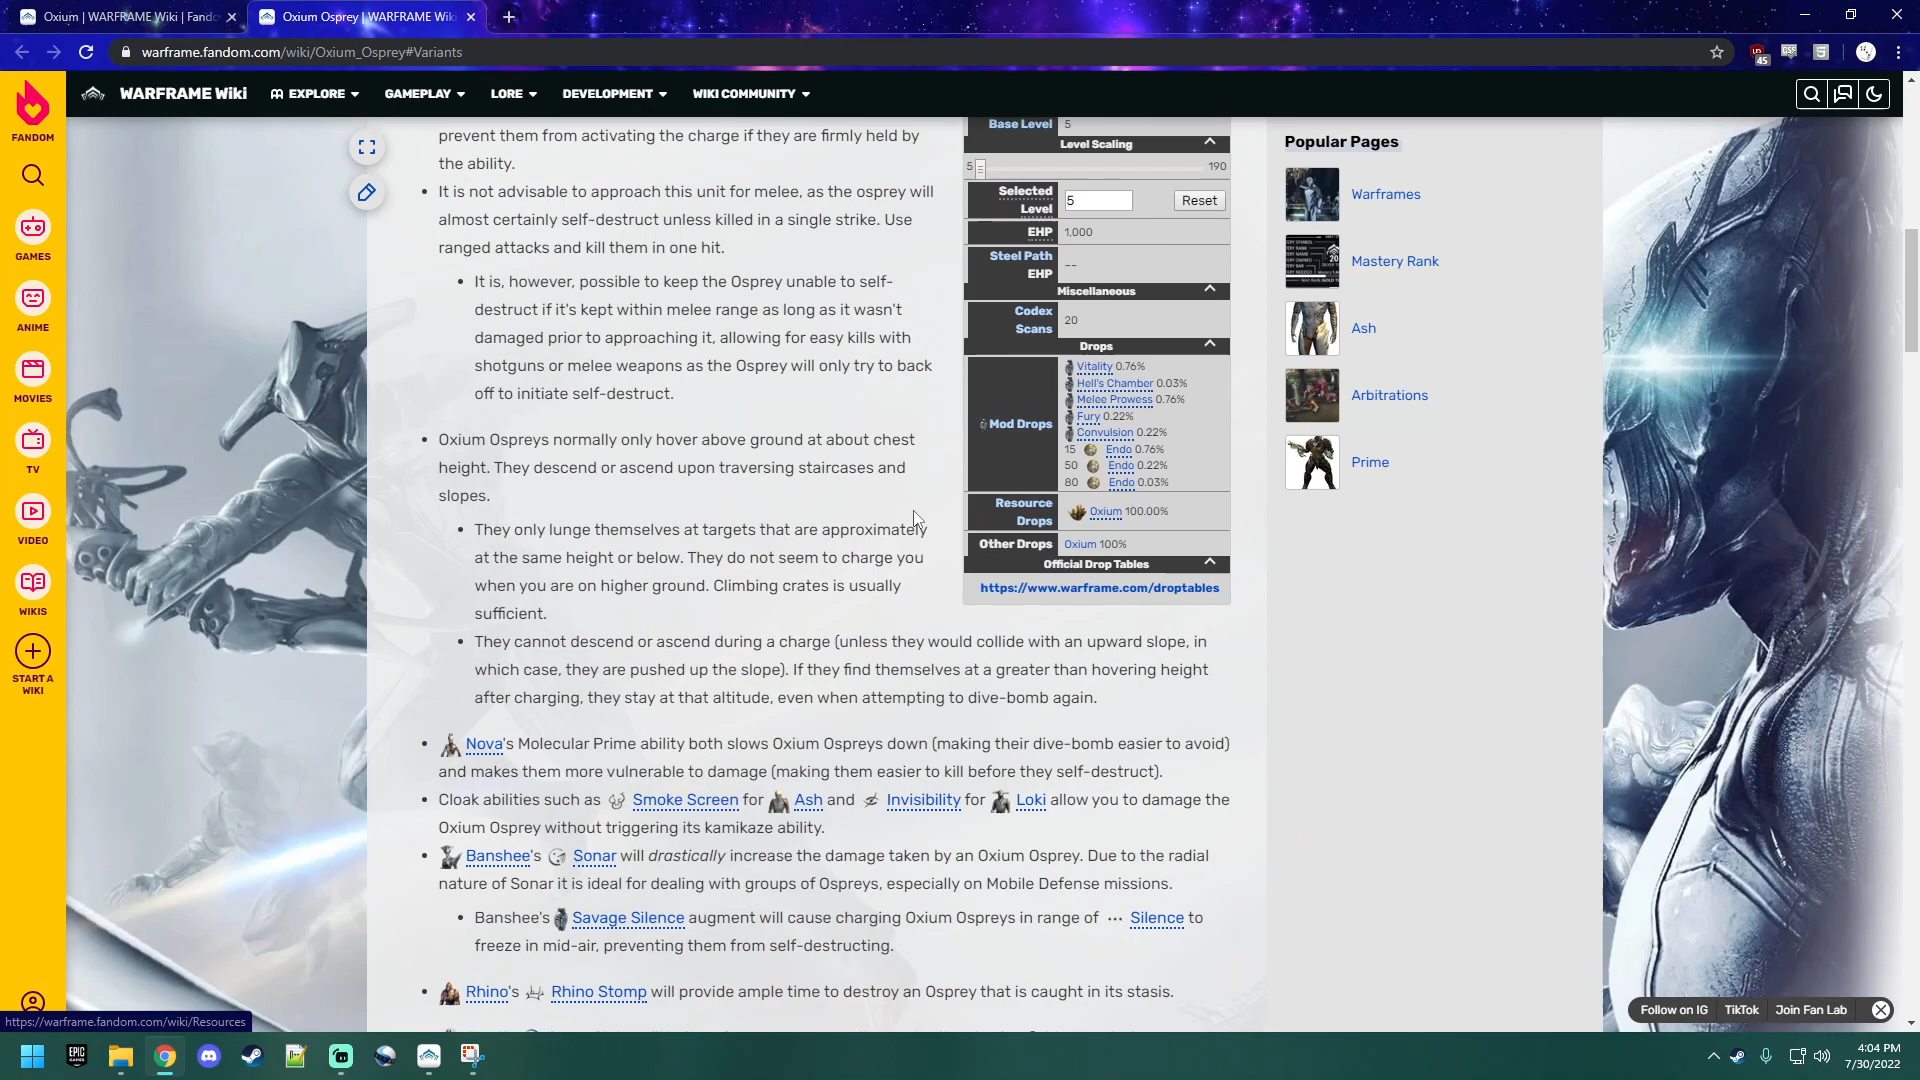 Oxium | WARFRAME Wiki | Fando
Oxium Osprey | WARFRAME Wiki
warframe.fandom.com/wiki/Oxium_Osprey#Variants
45
FANDOM
GAMES
ANIME
MOVIES
TV
VIDEO
WIKIS
START A
WIKI
WARFRAME Wiki
EXPLORE
GAMEPLAY
LORE
DEVELOPMENT
WIKI COMMUNITY
prevent them from activating the charge if they are firmly held by
the ability.
It is not advisable to approach this unit for melee, as the osprey will
almost certainly self-destruct unless killed in a single strike. Use
ranged attacks and kill them in one hit.
It is, however, possible to keep the Osprey unable to self-
destruct if it's kept within melee range as long as it wasn't
damaged prior to approaching it, allowing for easy kills with
shotguns or melee weapons as the Osprey will only try to back
off to initiate self-destruct.
Oxium Ospreys normally only hover above ground at about chest
height. They descend or ascend upon traversing staircases and
slopes.
They only lunge themselves at targets that are approximately
at the same height or below. They do not seem to charge you
when you are on higher ground. Climbing crates is usually
sufficient.
They cannot descend or ascend during a charge (unless they would collide with an upward slope, in
which case, they are pushed up the slope). If they find themselves at a greater than hovering height
after charging, they stay at that altitude, even when attempting to dive-bomb again.
Nova's Molecular Prime ability both slows Oxium Ospreys down (making their dive-bomb easier to avoid)
and makes them more vulnerable to damage (making them easier to kill before they self-destruct).
Cloak abilities such as Smoke Screen for Ash and Invisibility for Loki allow you to damage the
Oxium Osprey without triggering its kamikaze ability.
Banshee's Sonar will drastically increase the damage taken by an Oxium Osprey. Due to the radial
nature of Sonar it is ideal for dealing with groups of Ospreys, especially on Mobile Defense missions.
Banshee's Savage Silence augment will cause charging Oxium Ospreys in range of Silence to
freeze in mid-air, preventing them from self-destructing.
Rhino's Rhino Stomp will provide ample time to destroy an Osprey that is caught in its stasis.
Base Level 5
Level Scaling
5 190
Selected
Level 5 Reset
EHP 1,000
Steel Path
EHP --
Miscellaneous
Codex
Scans 20
Drops
Mod Drops
Vitality 0.76%
Hell's Chamber 0.03%
Melee Prowess 0.76%
Fury 0.22%
Convulsion 0.22%
15 Endo 0.76%
50 Endo 0.22%
80 Endo 0.03%
Resource
Drops Oxium 100.00%
Other Drops Oxium 100%
Official Drop Tables
https://www.warframe.com/droptables
Popular Pages
Warframes
Mastery Rank
Ash
Arbitrations
Prime
Follow on IG TikTok Join Fan Lab
https://warframe.fandom.com/wiki/Resources
EPIC
GAMES
4:04 PM
7/30/2022